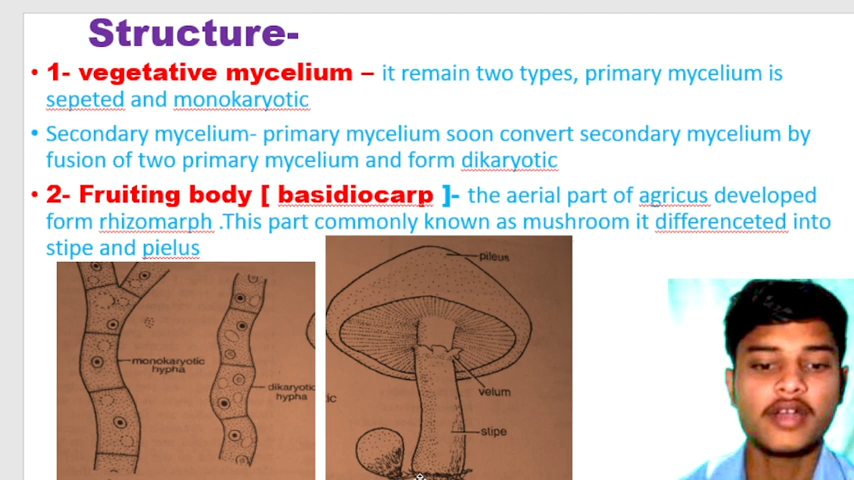 Structure-
• 1- vegetative mycelium – it remain two types, primary mycelium is
sepeted and monokaryotic
• Secondary mycelium- primary mycelium soon convert secondary mycelium by
fusion of two primary mycelium and form dikaryotic
• 2- Fruiting body [ basidiocarp ]- the aerial part of agricus developed
form rhizomarph .This part commonly known as mushroom it differenceted into
stipe and pielus
pileus
monokaryotic
hypha
dikaryotic
hypha
tic
velum
stipe